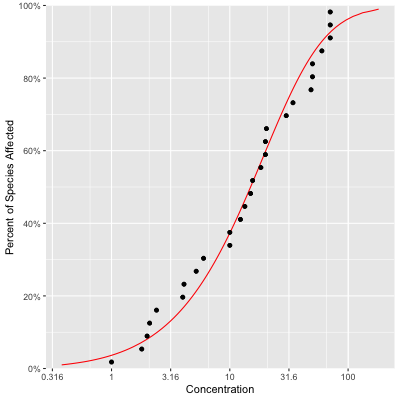 100%
80%
60%
40%
20%
0%
Percent of Species Affected
0.316 1 3.16 10 31.6 100
Concentration